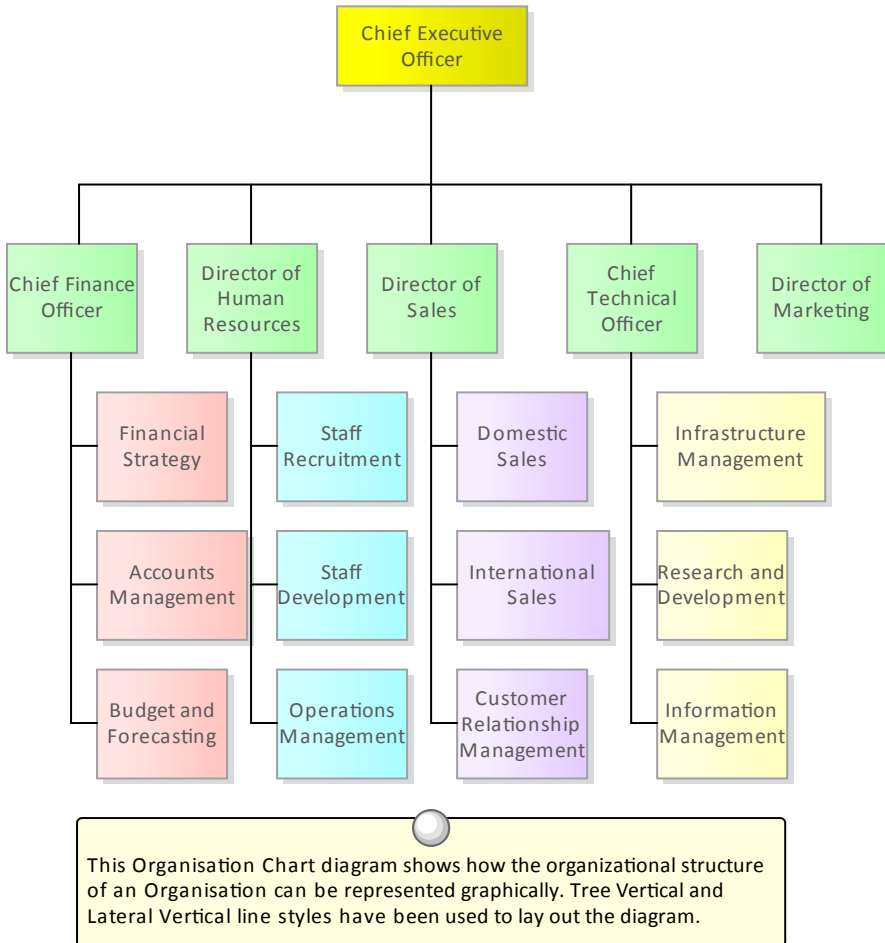 Chief Executive
Officer
Chief Finance
Officer
Director of
Human
Resources
Director of
Sales
Chief
Technical
Officer
Director of
Marketing
Financial
Strategy
Staff
Recruitment
Domestic
Sales
Infrastructure
Management
Accounts
Management
Staff
Development
International
Sales
Research and
Development
Budget and
Forecasting
Operations
Management
Customer
Relationship
Management
Information
Management
This Organisation Chart diagram shows how the organizational structure
of an Organisation can be represented graphically. Tree Vertical and
Lateral Vertical line styles have been used to lay out the diagram.